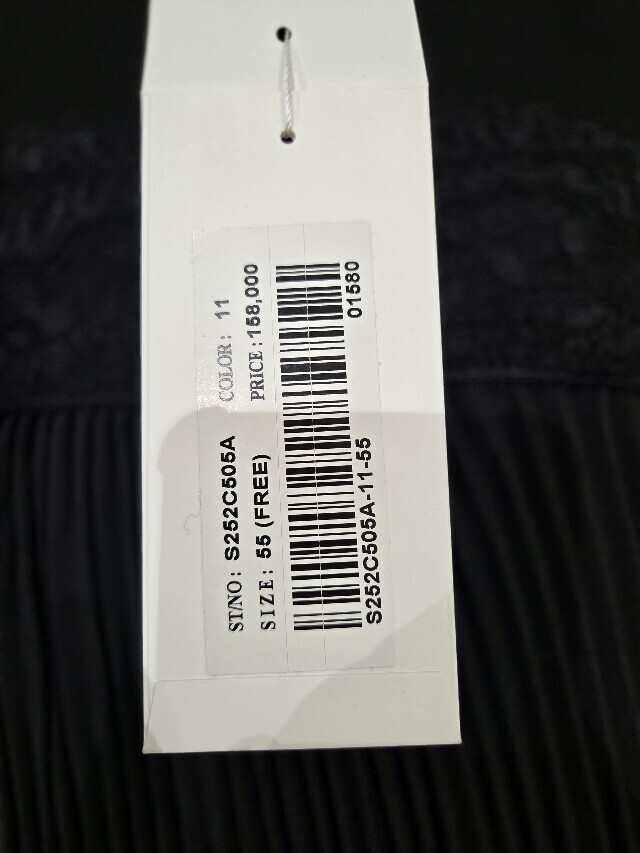 ST/NO: S252C505A COLOR: 11
SIZE: 55 (FREE) PRICE:158,000
S252C505A-11-55 01580